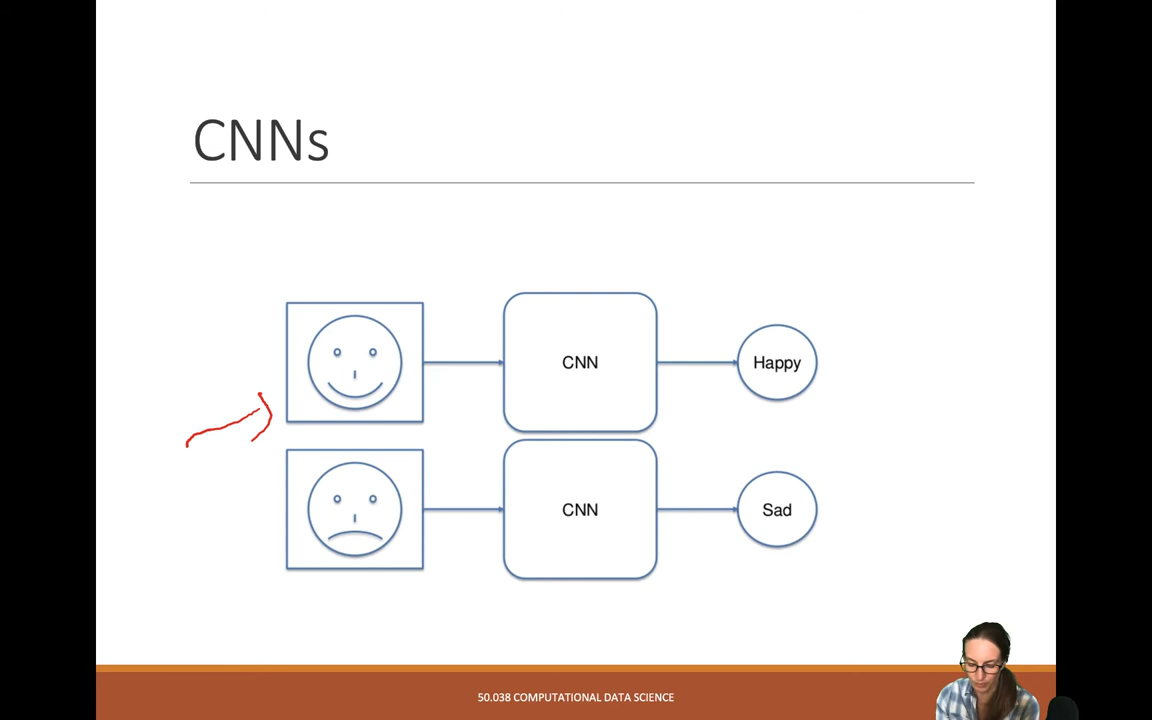 CNNs
CNN
Happy
CNN
Sad
50.038 COMPUTATIONAL DATA SCIENCE